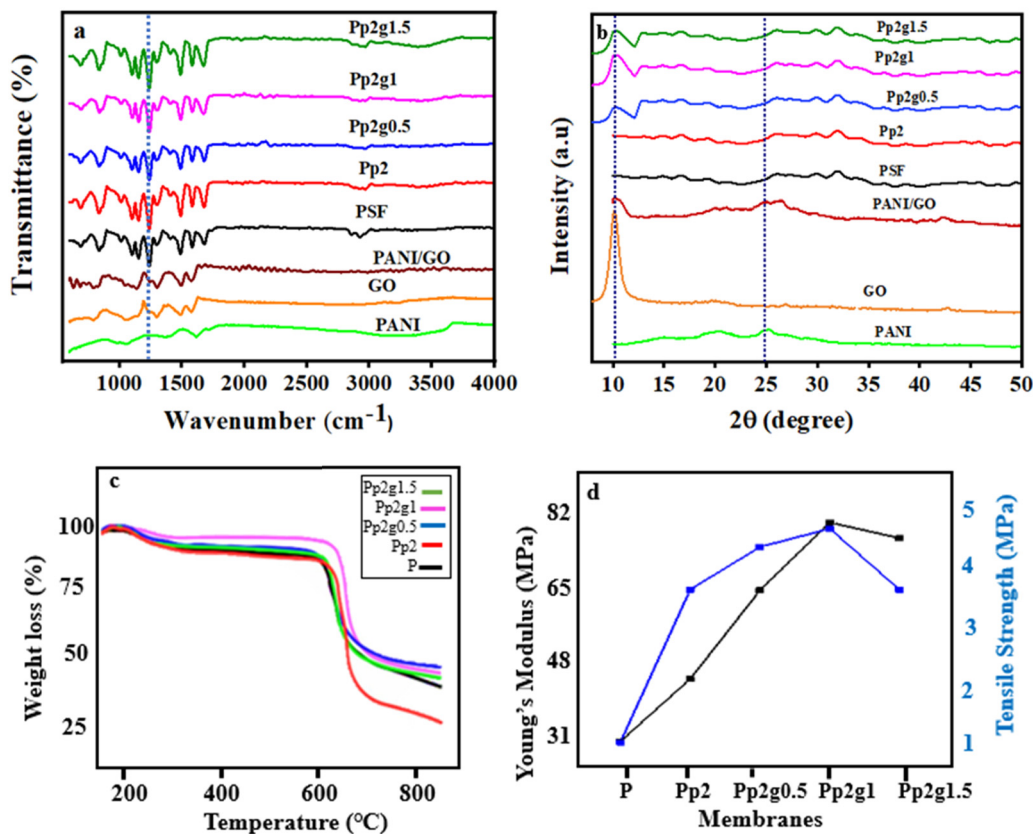 a
Pp2g1.5
Pp2g1
Pp2g0.5
Pp2
PSF
PANI/GO
GO
PANI
Transmittance (%)
1000 1500 2000 2500 3000 3500 4000
Wavenumber (cm-1)
b
Pp2g1.5
Pp2g1
Pp2g0.5
Pp2
PSF
PANI/GO
GO
PANI
Intensity (a.u)
10 15 20 25 30 35 40 45 50
2θ (degree)
c
Pp2g1.5
Pp2g1
Pp2g0.5
Pp2
P
100
75
50
25
Weight loss (%)
200 400 600 800
Temperature (°C)
d
82
65
48
31
Young's Modulus (MPa)
5
4
3
2
1
Tensile Strength (MPa)
P Pp2 Pp2g0.5 Pp2g1 Pp2g1.5
Membranes